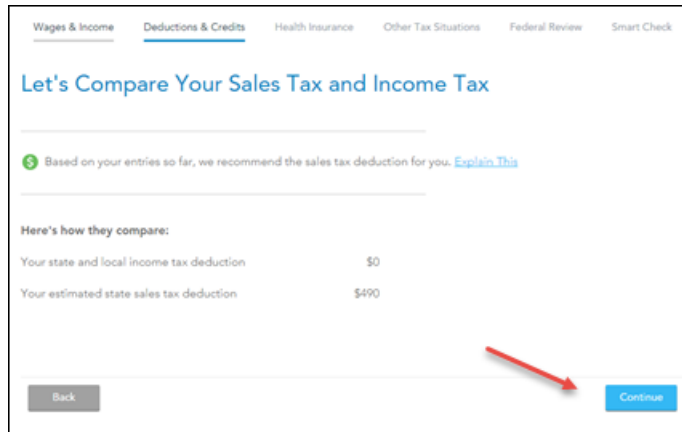 Wages & Income Deductions & Credits Health Insurance Other Tax Situations Federal Review Smart Check
Let's Compare Your Sales Tax and Income Tax
$ Based on your entries so far, we recommend the sales tax deduction for you. Explain This
Here's how they compare:
Your state and local income tax deduction $0
Your estimated state sales tax deduction $490
Back Continue